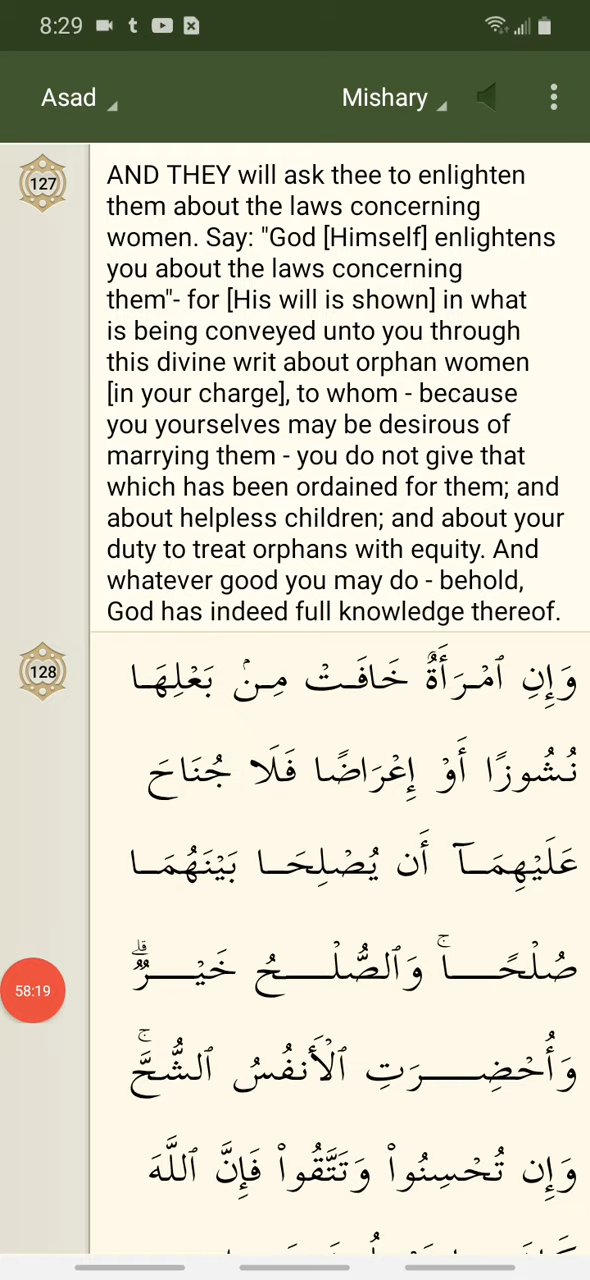 8:29
Asad
Mishary
127
AND THEY will ask thee to enlighten
them about the laws concerning
women. Say: "God [Himself] enlightens
you about the laws concerning
them"- for [His will is shown] in what
is being conveyed unto you through
this divine writ about orphan women
[in your charge], to whom - because
you yourselves may be desirous of
marrying them - you do not give that
which has been ordained for them; and
about helpless children; and about your
duty to treat orphans with equity. And
whatever good you may do - behold,
God has indeed full knowledge thereof.
128
وَإِنِ ٱمْرَأَةٌ خَافَتْ مِنۢ بَعْلِهَا
نُشُوزًا أَوْ إِعْرَاضًا فَلَا جُنَاحَ
عَلَيْهِمَآ أَن يُصْلِحَا بَيْنَهُمَا
صُلْحًا ۚ وَٱلصُّلْحُ خَيْرٌ ۗ
وَأُحْضِرَتِ ٱلْأَنفُسُ ٱلشُّحَّ ۚ
وَإِن تُحْسِنُوا۟ وَتَتَّقُوا۟ فَإِنَّ ٱللَّهَ
58:19